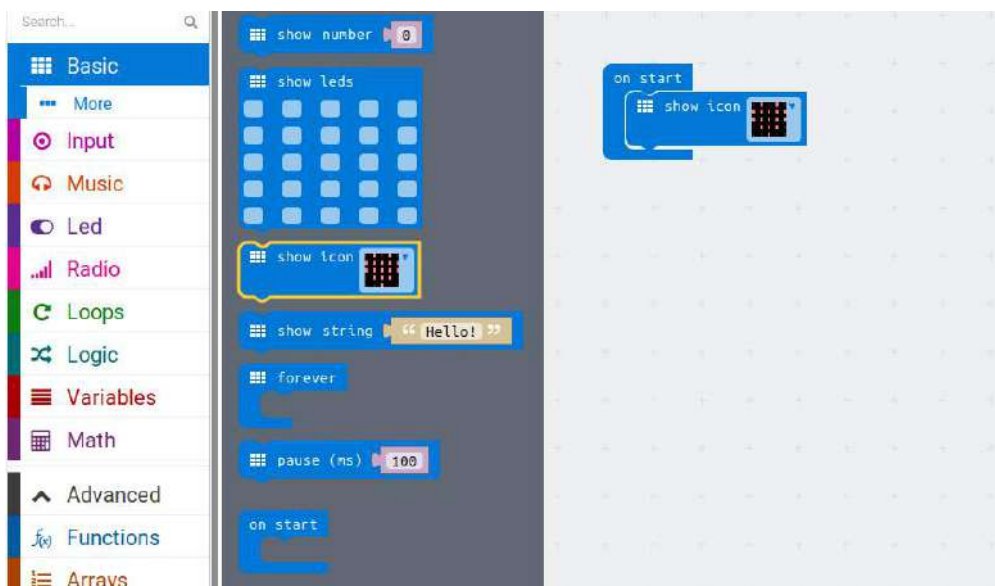 Search...
Basic
More
Input
Music
Led
Radio
Loops
Logic
Variables
Math
Advanced
f(x) Functions
Arrays
show number 0
show leds
show icon
show string “ Hello! ”
forever
pause (ms) 100
on start
on start
show icon